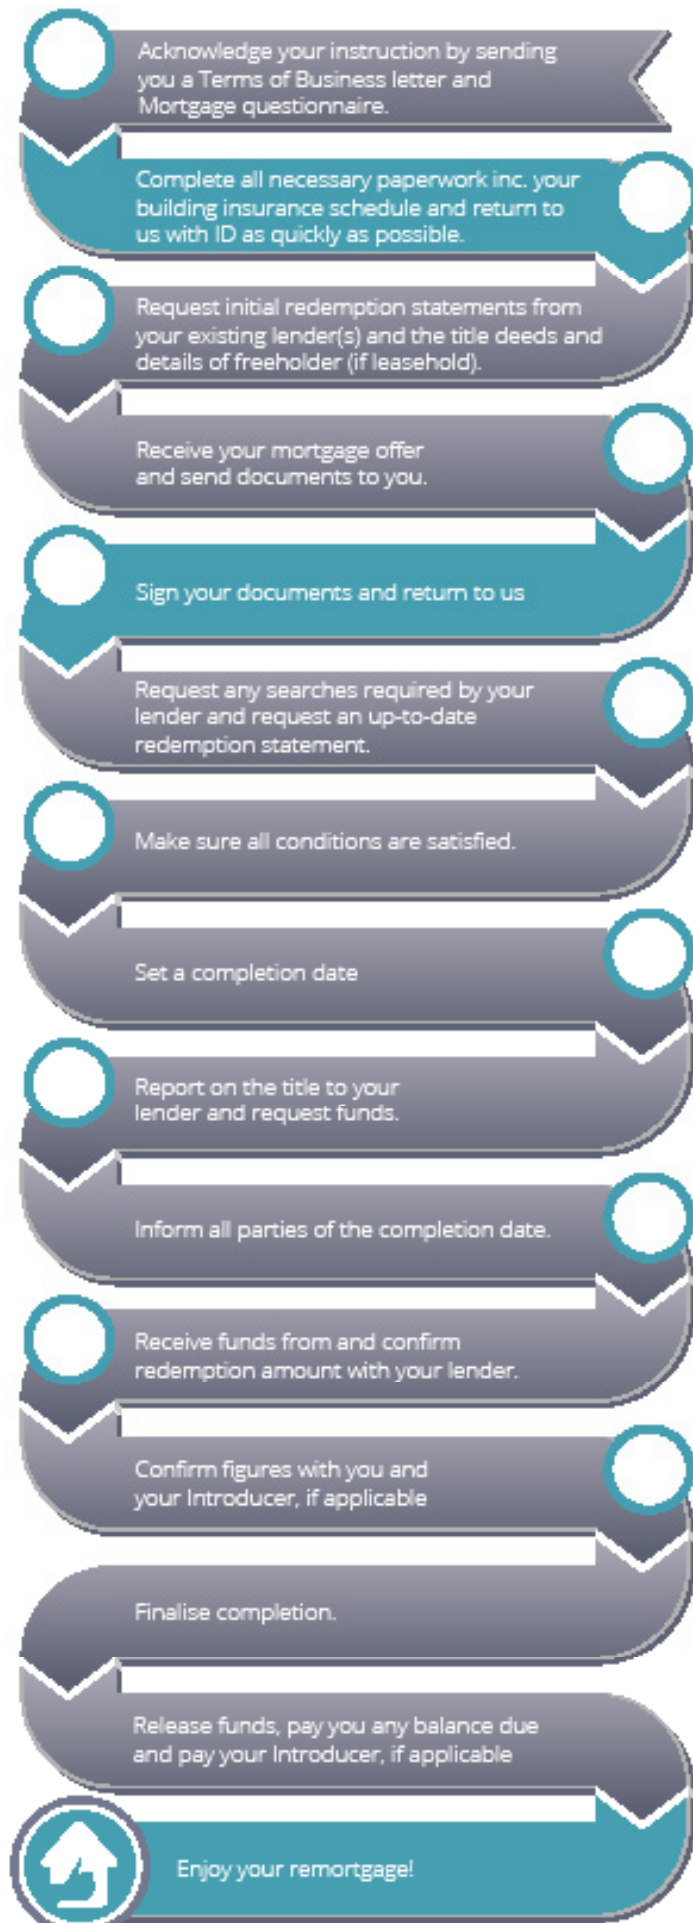 Acknowledge your instruction by sending
you a Terms of Business letter and
Mortgage questionnaire.
Complete all necessary paperwork inc. your
building insurance schedule and return to
us with ID as quickly as possible.
Request initial redemption statements from
your existing lender(s) and the title deeds and
details of freeholder (if leasehold).
Receive your mortgage offer
and send documents to you.
Sign your documents and return to us
Request any searches required by your
lender and request an up-to-date
redemption statement.
Make sure all conditions are satisfied.
Set a completion date
Report on the title to your
lender and request funds.
Inform all parties of the completion date.
Receive funds from and confirm
redemption amount with your lender.
Confirm figures with you and
your Introducer, if applicable
Finalise completion.
Release funds, pay you any balance due
and pay your Introducer, if applicable
Enjoy your remortgage!